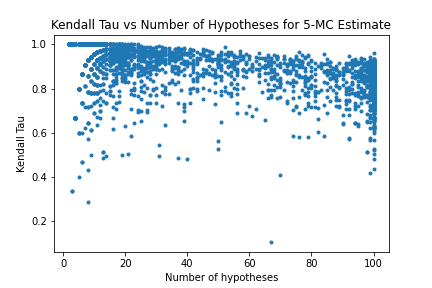 Kendall Tau vs Number of Hypotheses for 5-MC Estimate
1.0
0.8
0.6
0.4
0.2
Kendall Tau
0 20 40 60 80 100
Number of hypotheses